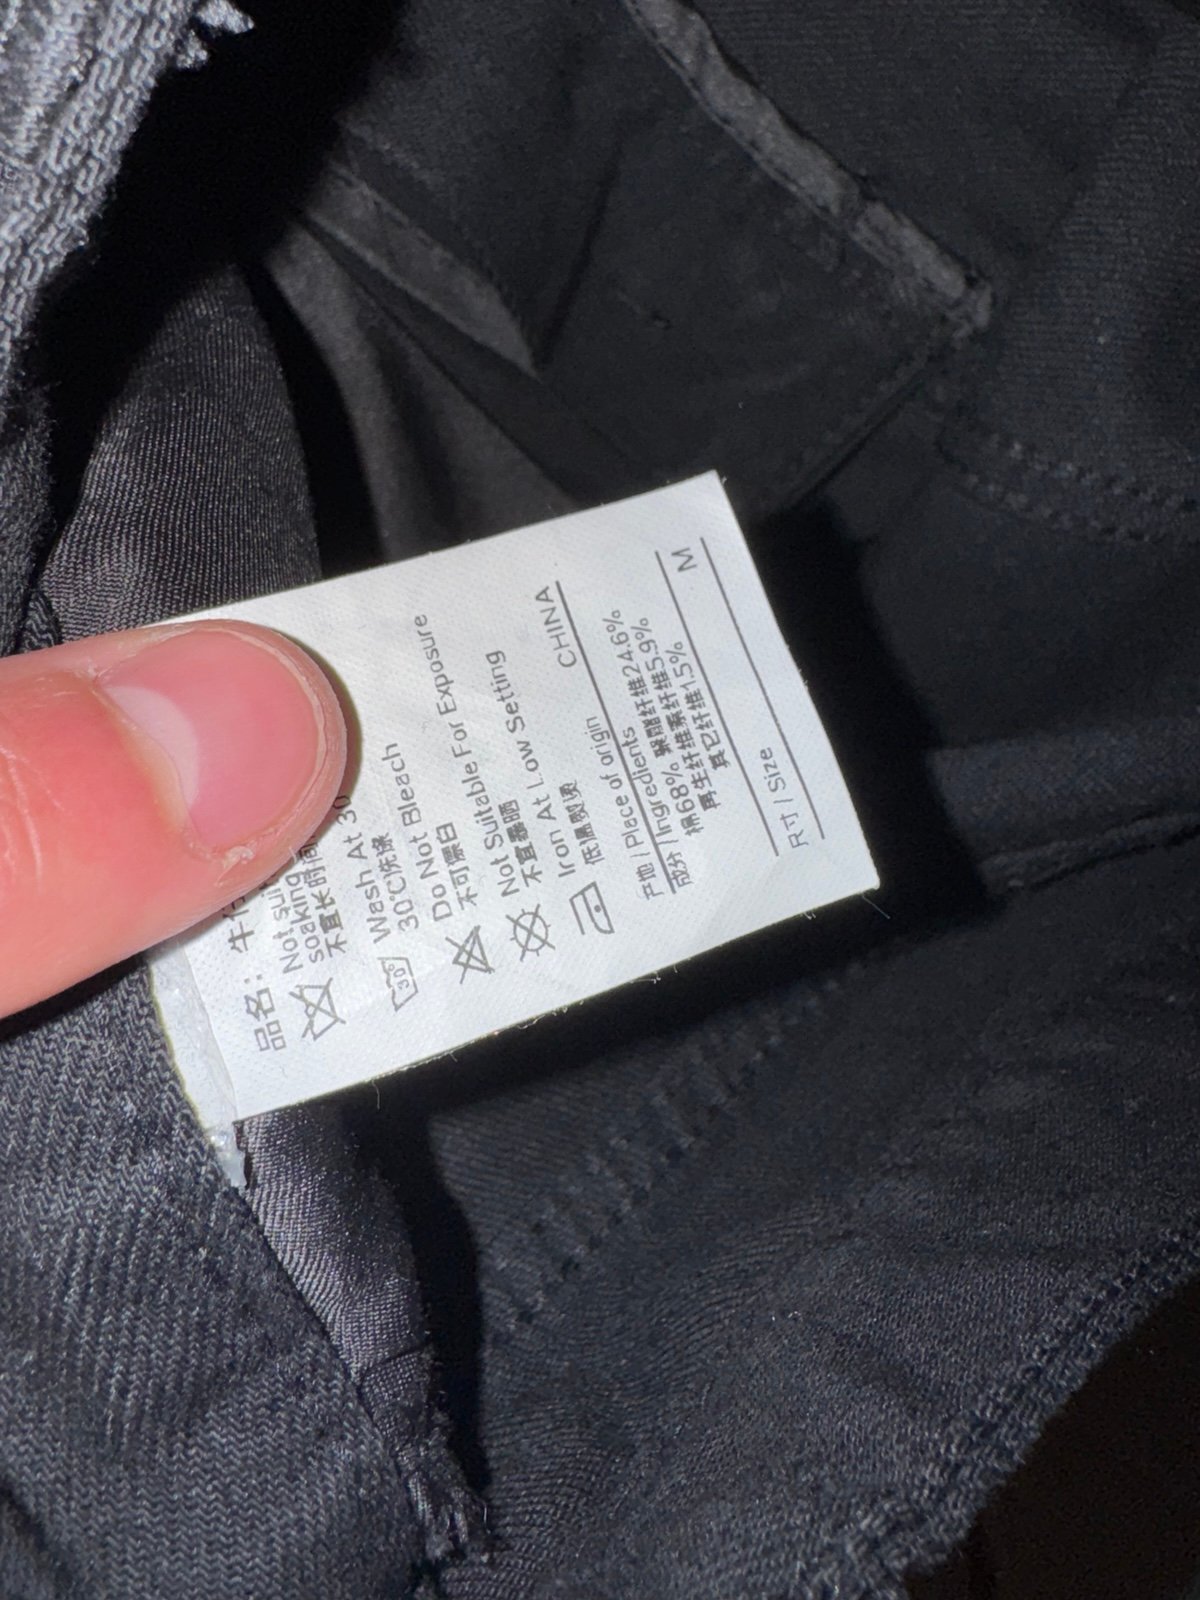 品名: 牛
Not
soaking
不宜长时间
30°
Wash At 30
30°C洗涤
Do Not Bleach
不可漂白
Not Suitable For Exposure
不宜暴晒
Iron At Low Setting
低温熨烫
产地 / Place of origin CHINA
成分 / Ingredients
棉68% 聚酯纤维24.6%
再生纤维素纤维5.9%
其它纤维1.5%
尺寸 / Size M